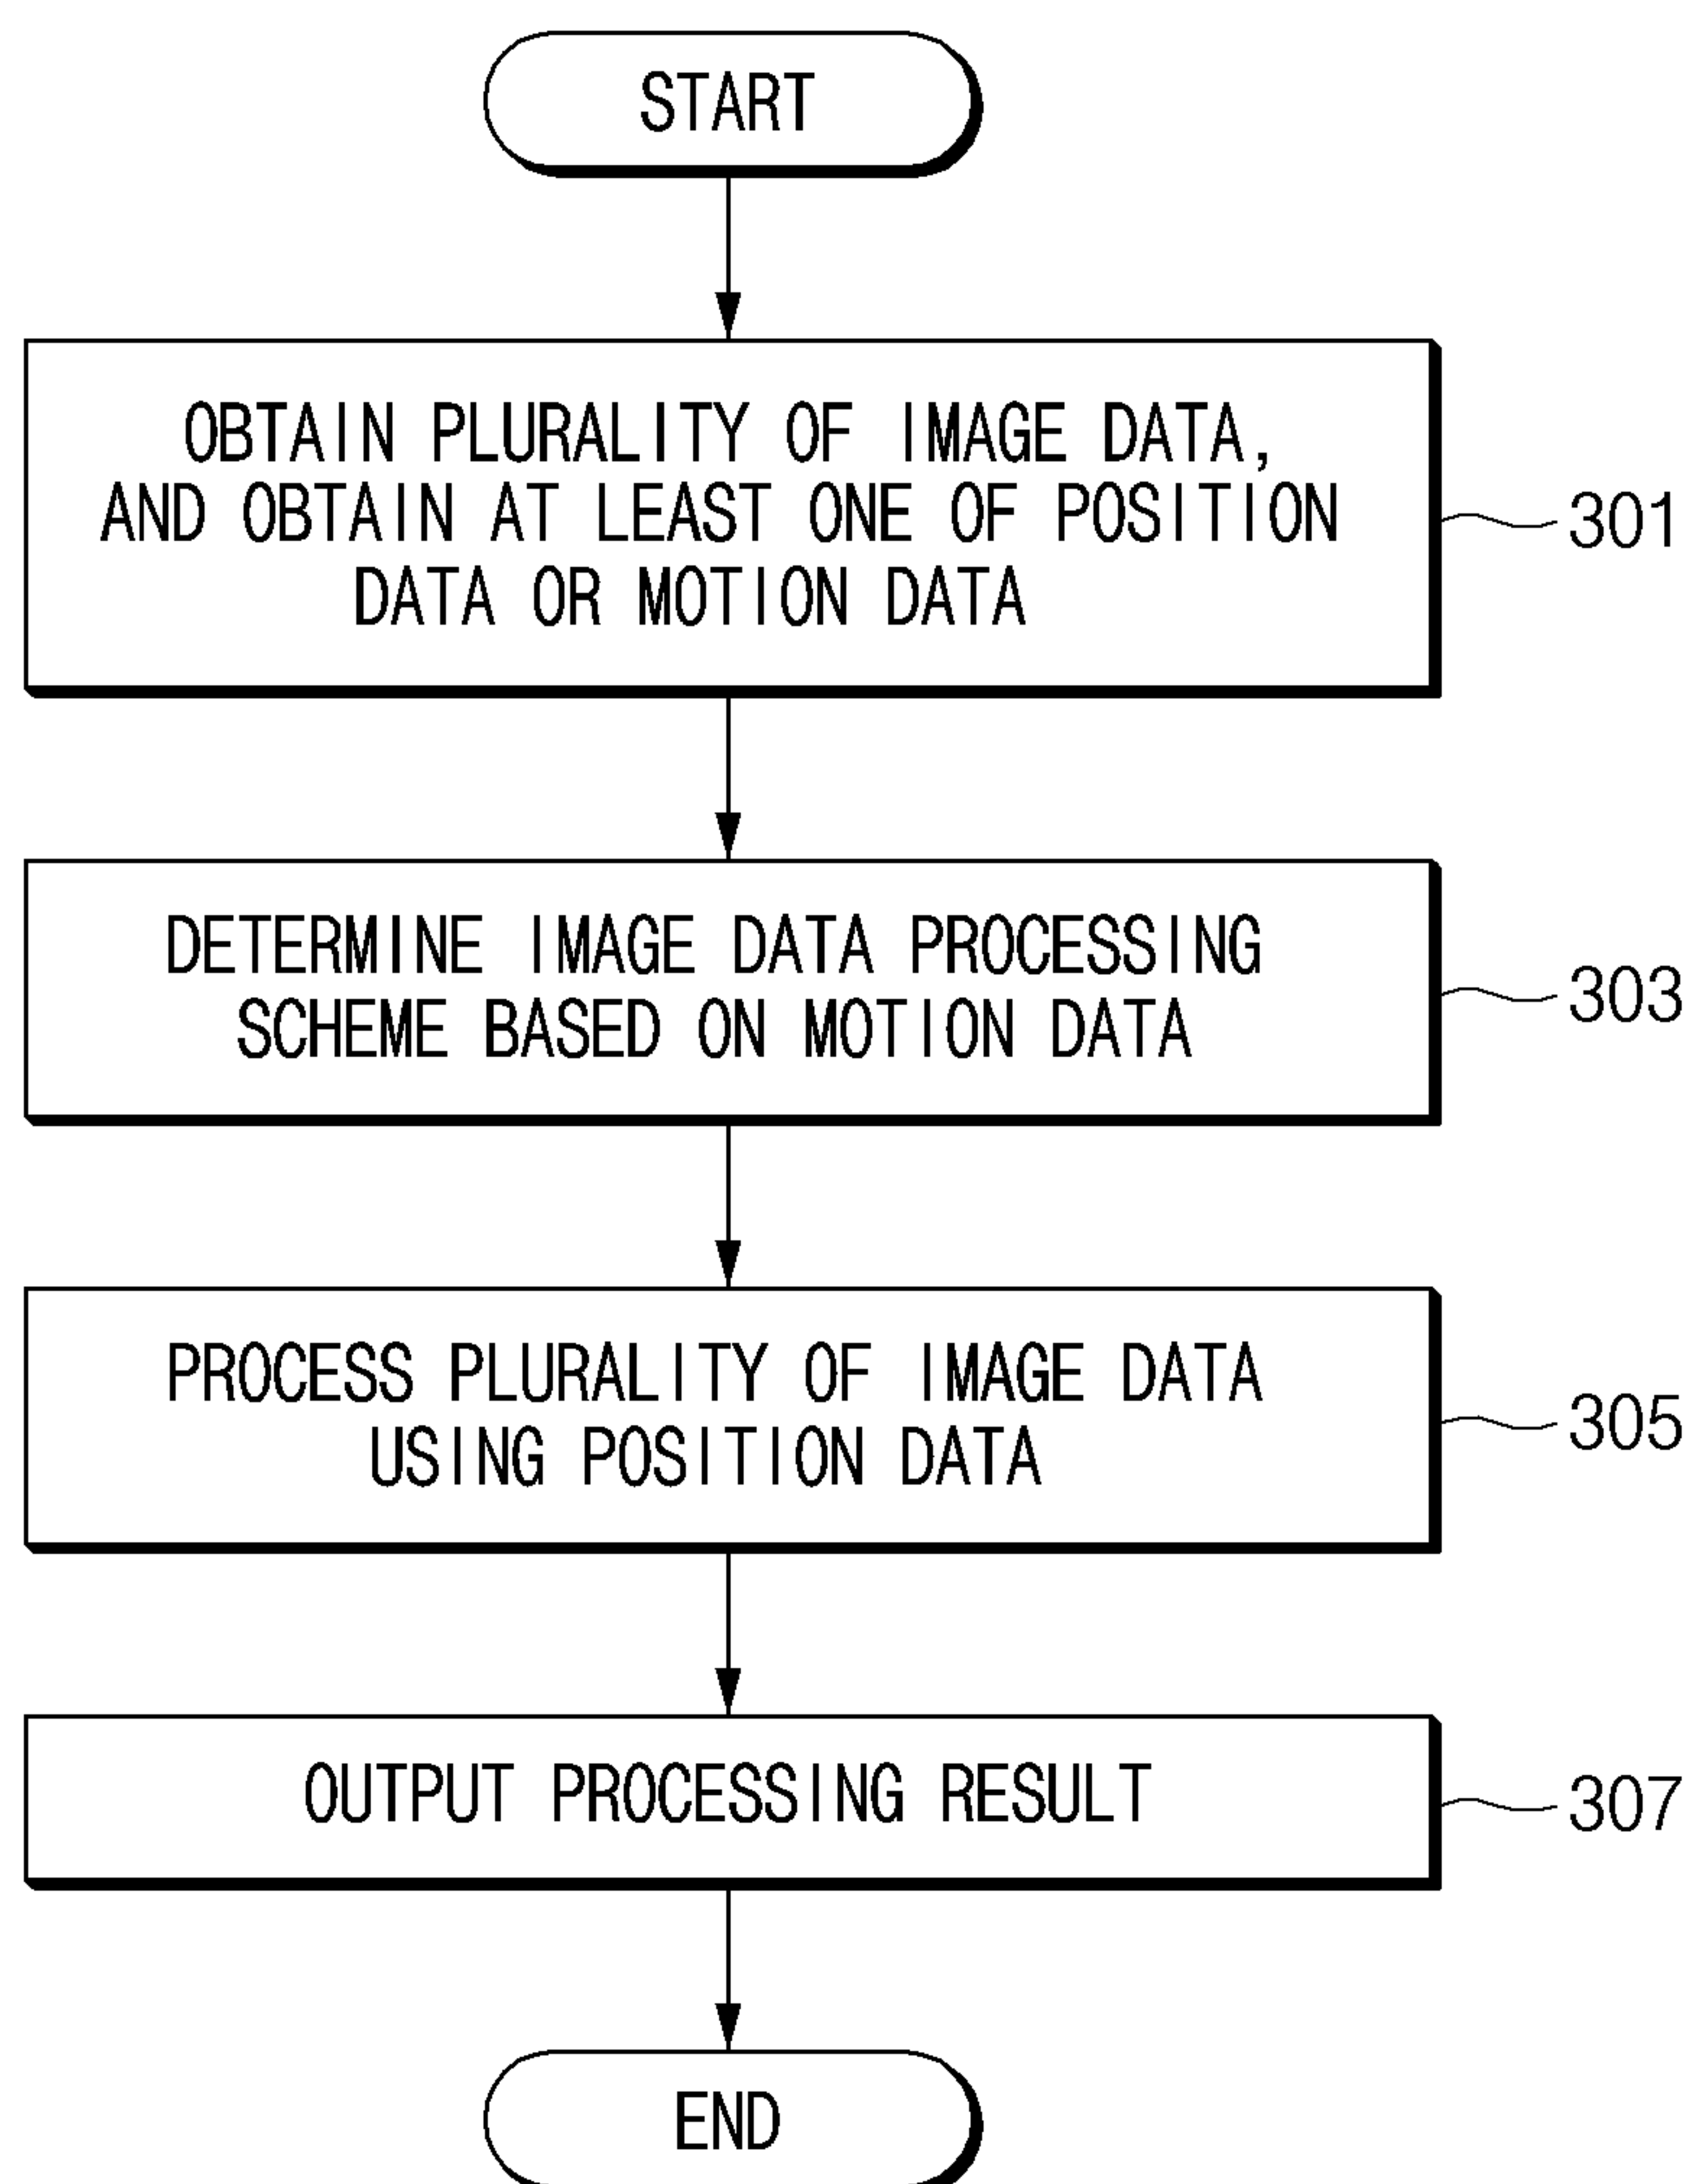 START
OBTAIN PLURALITY OF IMAGE DATA,
AND OBTAIN AT LEAST ONE OF POSITION
DATA OR MOTION DATA
301
DETERMINE IMAGE DATA PROCESSING
SCHEME BASED ON MOTION DATA
303
PROCESS PLURALITY OF IMAGE DATA
USING POSITION DATA
305
OUTPUT PROCESSING RESULT
307
END